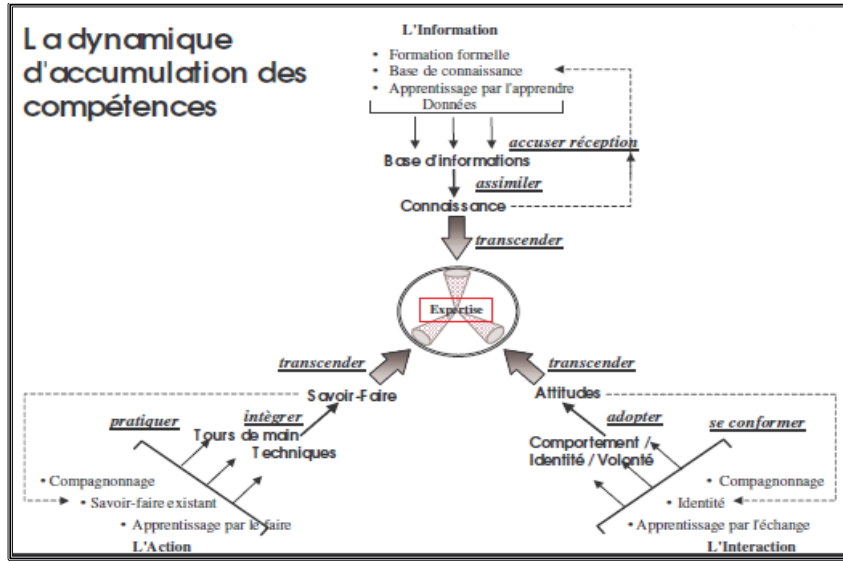 La dynamique
d'accumulation des
compétences
L'Information
• Formation formelle
• Base de connaissance
• Apprentissage par l'apprendre
Données
accuser réception
Base d'informations
assimiler
Connaissance
transcender
Expertise
transcender
Savoir-Faire
pratiquer
intègrer
Tours de main
Techniques
• Compagnonnage
• Savoir-faire existant
• Apprentissage par le faire
L'Action
transcender
Attitudes
adopter
se conformer
Comportement /
Identité / Volonté
• Compagnonnage
• Identité
• Apprentissage par l'échange
L'Interaction